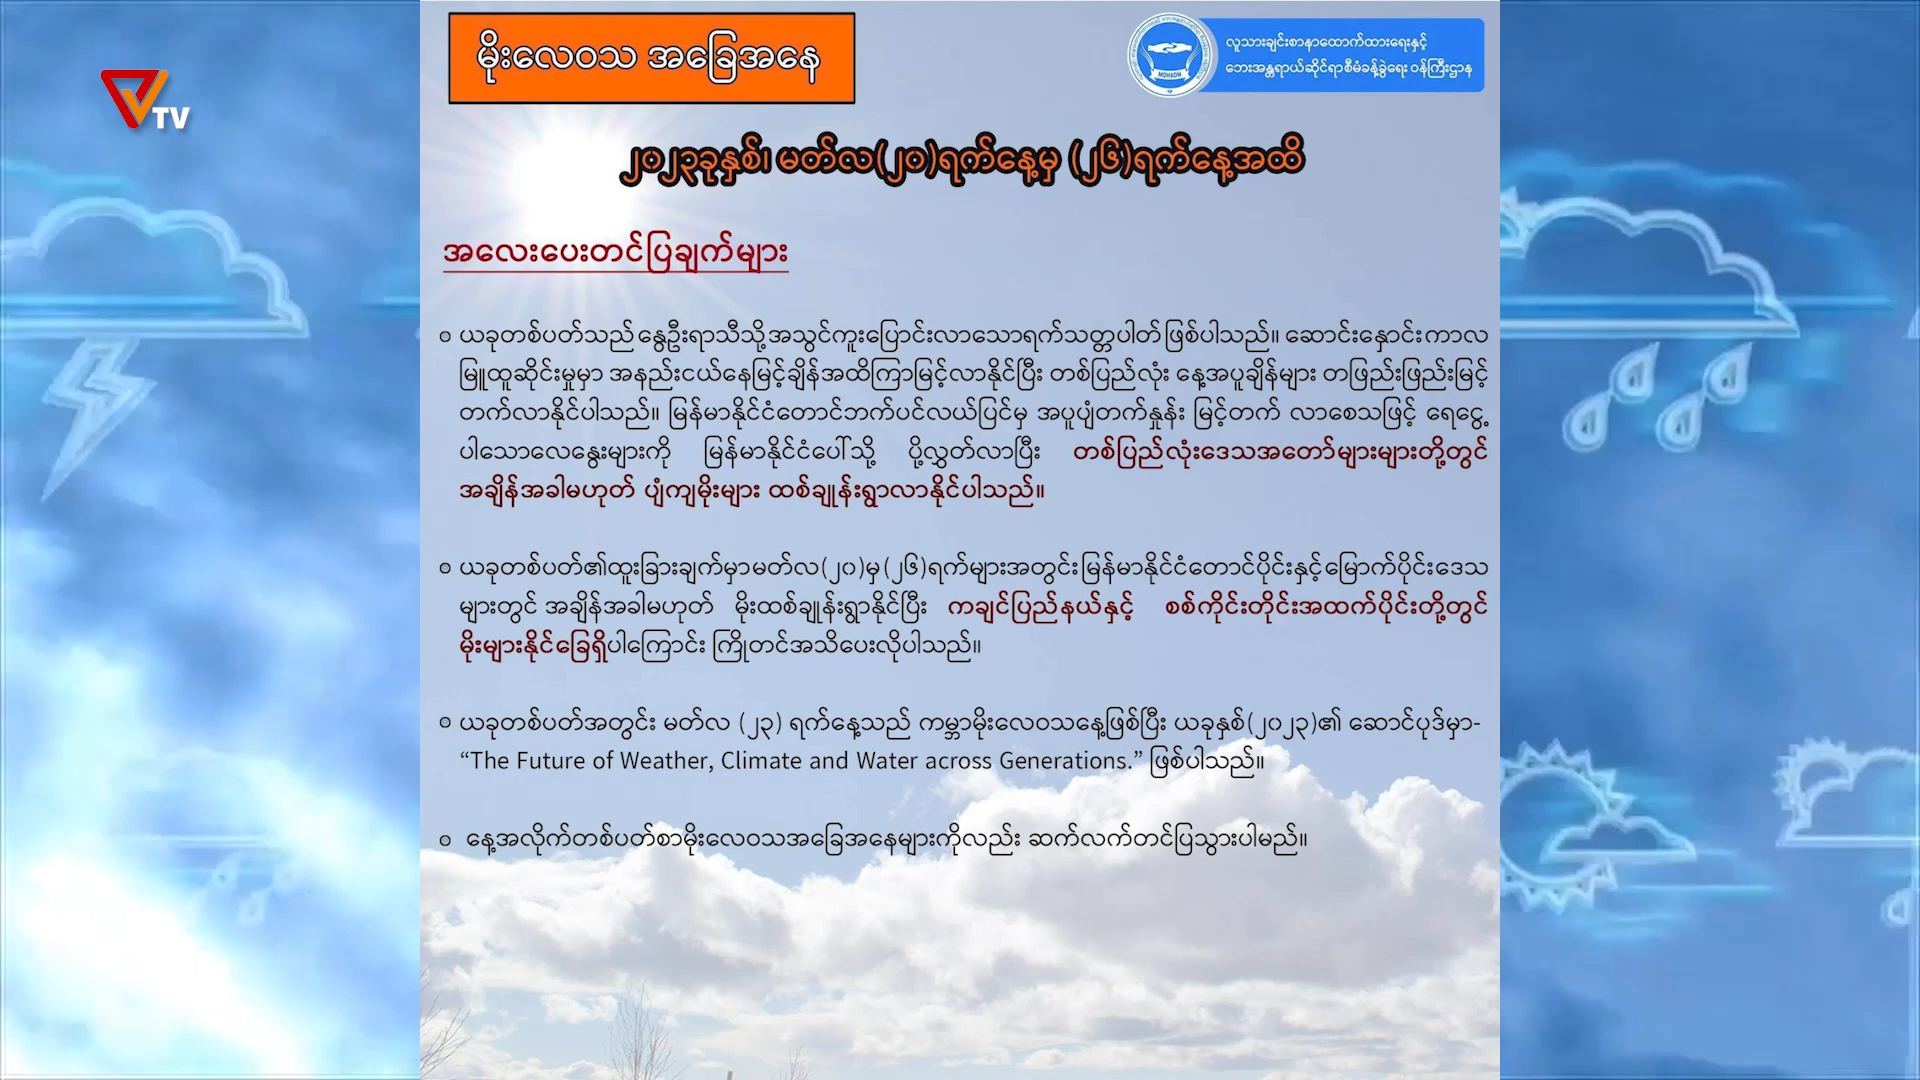 TV
မိုးလေဝသ အခြေအနေ
လူသားချင်းစာနာထောက်ထားရေးနှင့်
ဘေးအန္တရာယ်ဆိုင်ရာစီမံခန့်ခွဲရေး ဝန်ကြီးဌာန
MOHADM
၂၀၂၃ခုနှစ်၊ မတ်လ(၂၀)ရက်နေ့မှ (၂၆)ရက်နေ့အထိ
အလေးပေးတင်ပြချက်များ
ယခုတစ်ပတ်သည် နွေဦးရာသီသို့ အသွင်ကူးပြောင်းလာသောရက်သတ္တပါတ် ဖြစ်ပါသည်။ ဆောင်းနှောင်းကာလ
မြူထူဆိုင်းမှုမှာ အနည်းငယ်နေမြင့်ချိန်အထိကြာမြင့်လာနိုင်ပြီး တစ်ပြည်လုံး နေ့အပူချိန်များ တဖြည်းဖြည်းမြင့်
တက်လာနိုင်ပါသည်။ မြန်မာနိုင်ငံတောင်ဘက်ပင်လယ်ပြင်မှ အပူပျံတက်နှုန်း မြင့်တက် လာစေသဖြင့် ရေငွေ့
ပါသောလေနွေးများကို မြန်မာနိုင်ငံပေါ်သို့ ပို့လွှတ်လာပြီး တစ်ပြည်လုံးဒေသအတော်များများတို့တွင်
အချိန်အခါမဟုတ် ပျံကျမိုးများ ထစ်ချုန်းရွာလာနိုင်ပါသည်။
ယခုတစ်ပတ်၏ထူးခြားချက်မှာမတ်လ(၂၀)မှ(၂၆)ရက်များအတွင်းမြန်မာနိုင်ငံတောင်ပိုင်းနှင့်မြောက်ပိုင်းဒေသ
များတွင် အချိန်အခါမဟုတ် မိုးထစ်ချုန်းရွာနိုင်ပြီး ကချင်ပြည်နယ်နှင့် စစ်ကိုင်းတိုင်းအထက်ပိုင်းတို့တွင်
မိုးများနိုင်ခြေရှိပါကြောင်း ကြိုတင်အသိပေးလိုပါသည်။
ယခုတစ်ပတ်အတွင်း မတ်လ (၂၃) ရက်နေ့သည် ကမ္ဘာမိုးလေဝသနေ့ဖြစ်ပြီး ယခုနှစ်(၂၀၂၃)၏ ဆောင်ပုဒ်မှာ-
“The Future of Weather, Climate and Water across Generations.” ဖြစ်ပါသည်။
နေ့အလိုက်တစ်ပတ်စာမိုးလေဝသအခြေအနေများကိုလည်း ဆက်လက်တင်ပြသွားပါမည်။